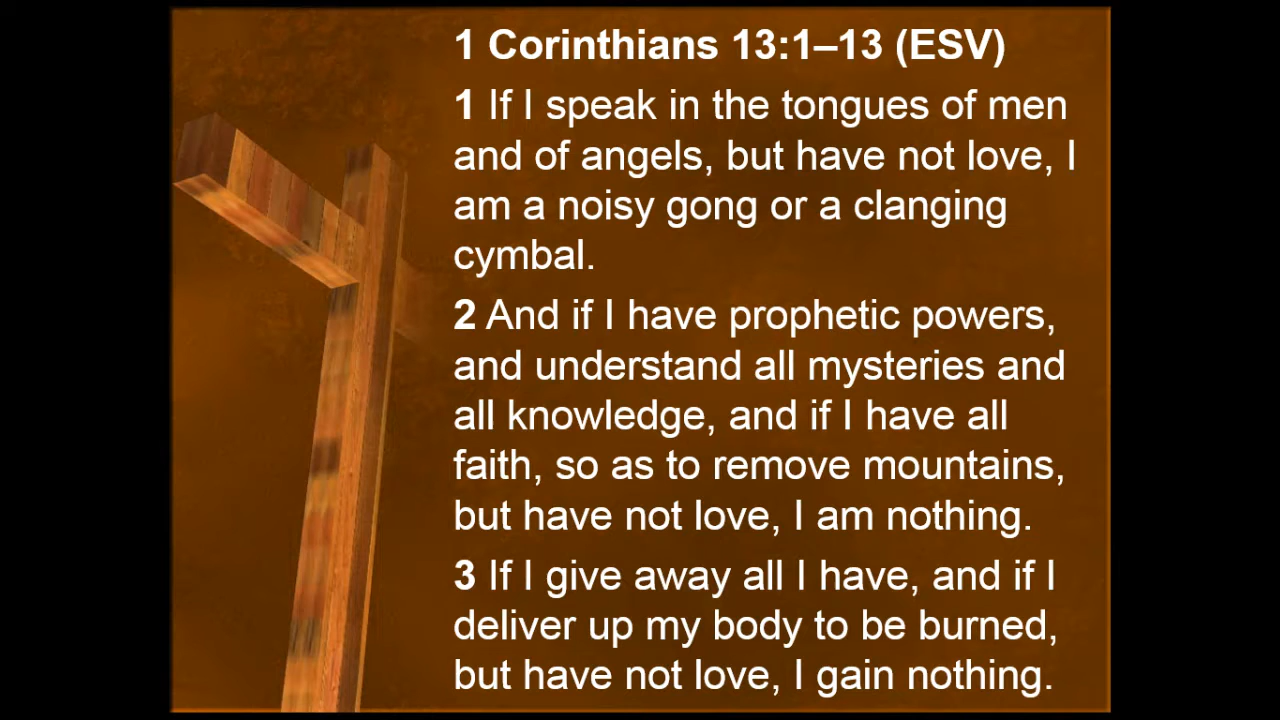 1 Corinthians 13:1–13 (ESV)
1 If I speak in the tongues of men
and of angels, but have not love, I
am a noisy gong or a clanging
cymbal.
2 And if I have prophetic powers,
and understand all mysteries and
all knowledge, and if I have all
faith, so as to remove mountains,
but have not love, I am nothing.
3 If I give away all I have, and if I
deliver up my body to be burned,
but have not love, I gain nothing.